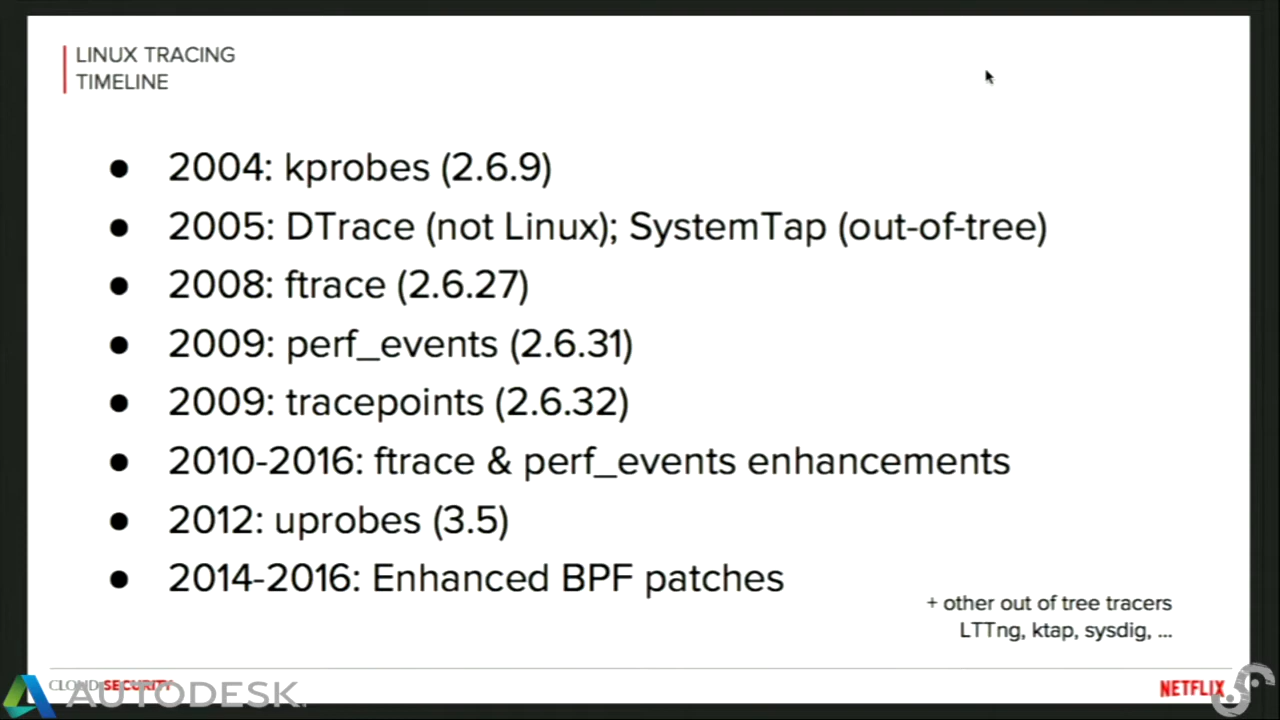 LINUX TRACING
TIMELINE
● 2004: kprobes (2.6.9)
● 2005: DTrace (not Linux); SystemTap (out-of-tree)
● 2008: ftrace (2.6.27)
● 2009: perf_events (2.6.31)
● 2009: tracepoints (2.6.32)
● 2010-2016: ftrace & perf_events enhancements
● 2012: uprobes (3.5)
● 2014-2016: Enhanced BPF patches
+ other out of tree tracers
LTTng, ktap, sysdig, ...
CLOUD SECURITY
AUTODESK.
NETFLIX